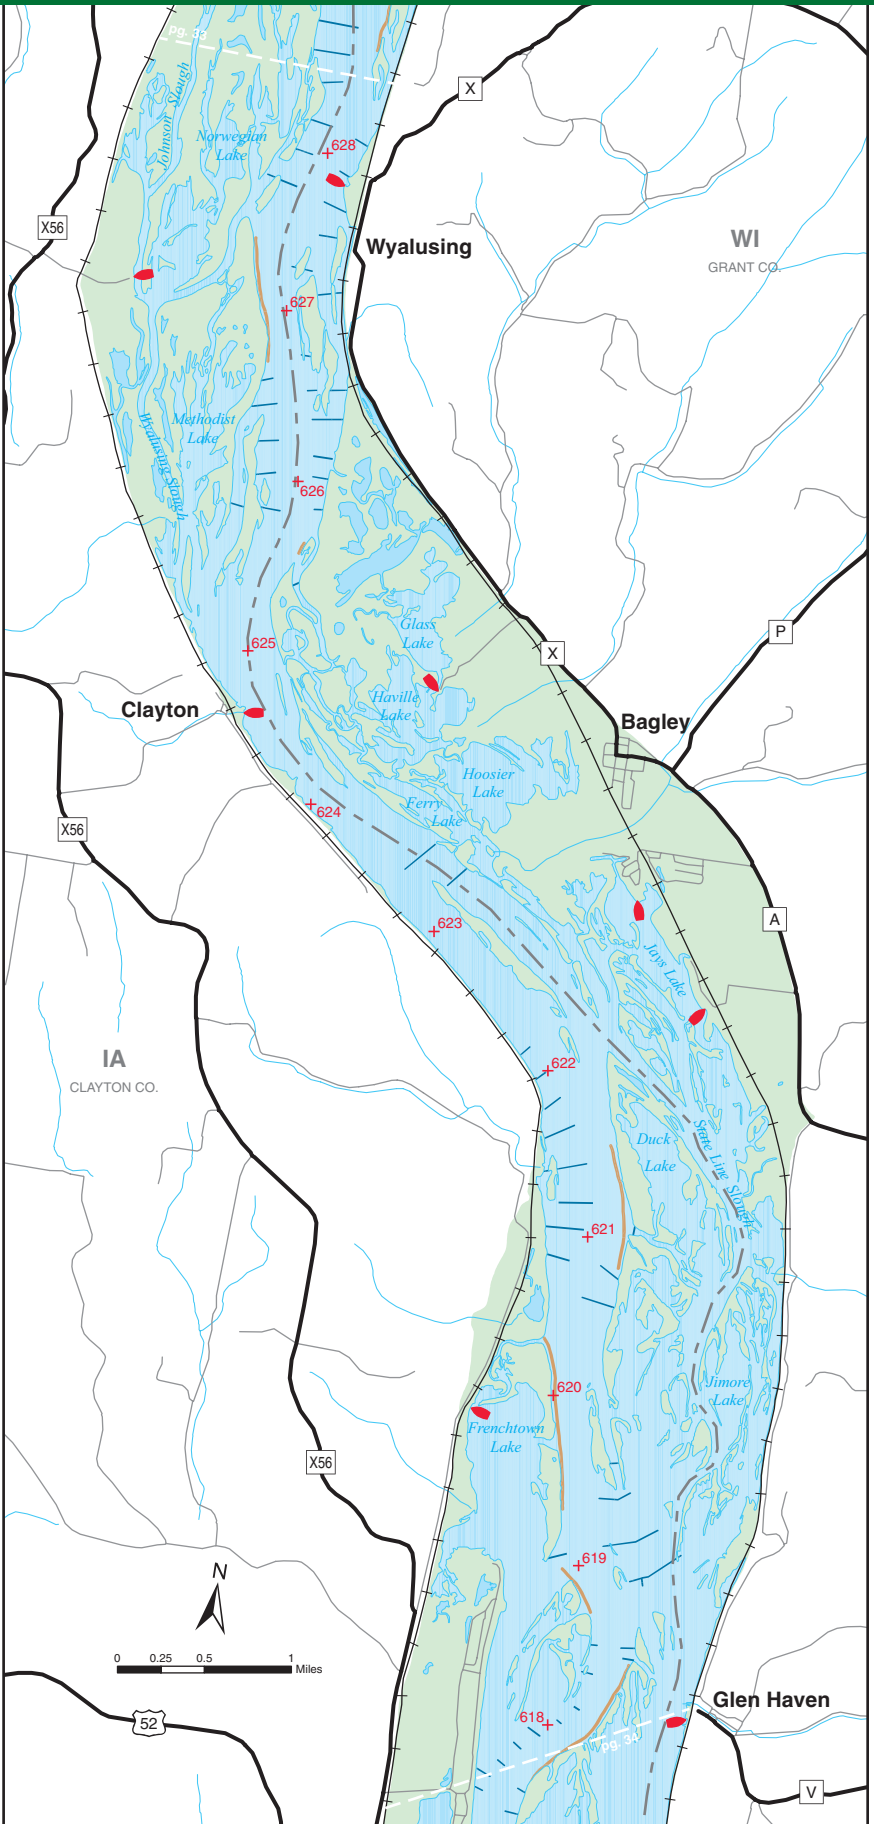 pg. 33
Johnson Slough
Norwegian
Lake
628
X
X56
Wyalusing
WI
GRANT CO.
627
Methodist
Lake
Wyalusing Slough
626
Glass
Lake
625
P
X
Haville
Lake
Clayton
Bagley
Hoosier
Lake
Ferry
Lake
624
X56
623
A
Jays Lake
IA
CLAYTON CO.
622
Duck
Lake
State Line Slough
621
620
Jimore
Lake
Frenchtown
Lake
X56
619
N
0 0.25 0.5 1
Miles
52
618
Glen Haven
pg. 34
V